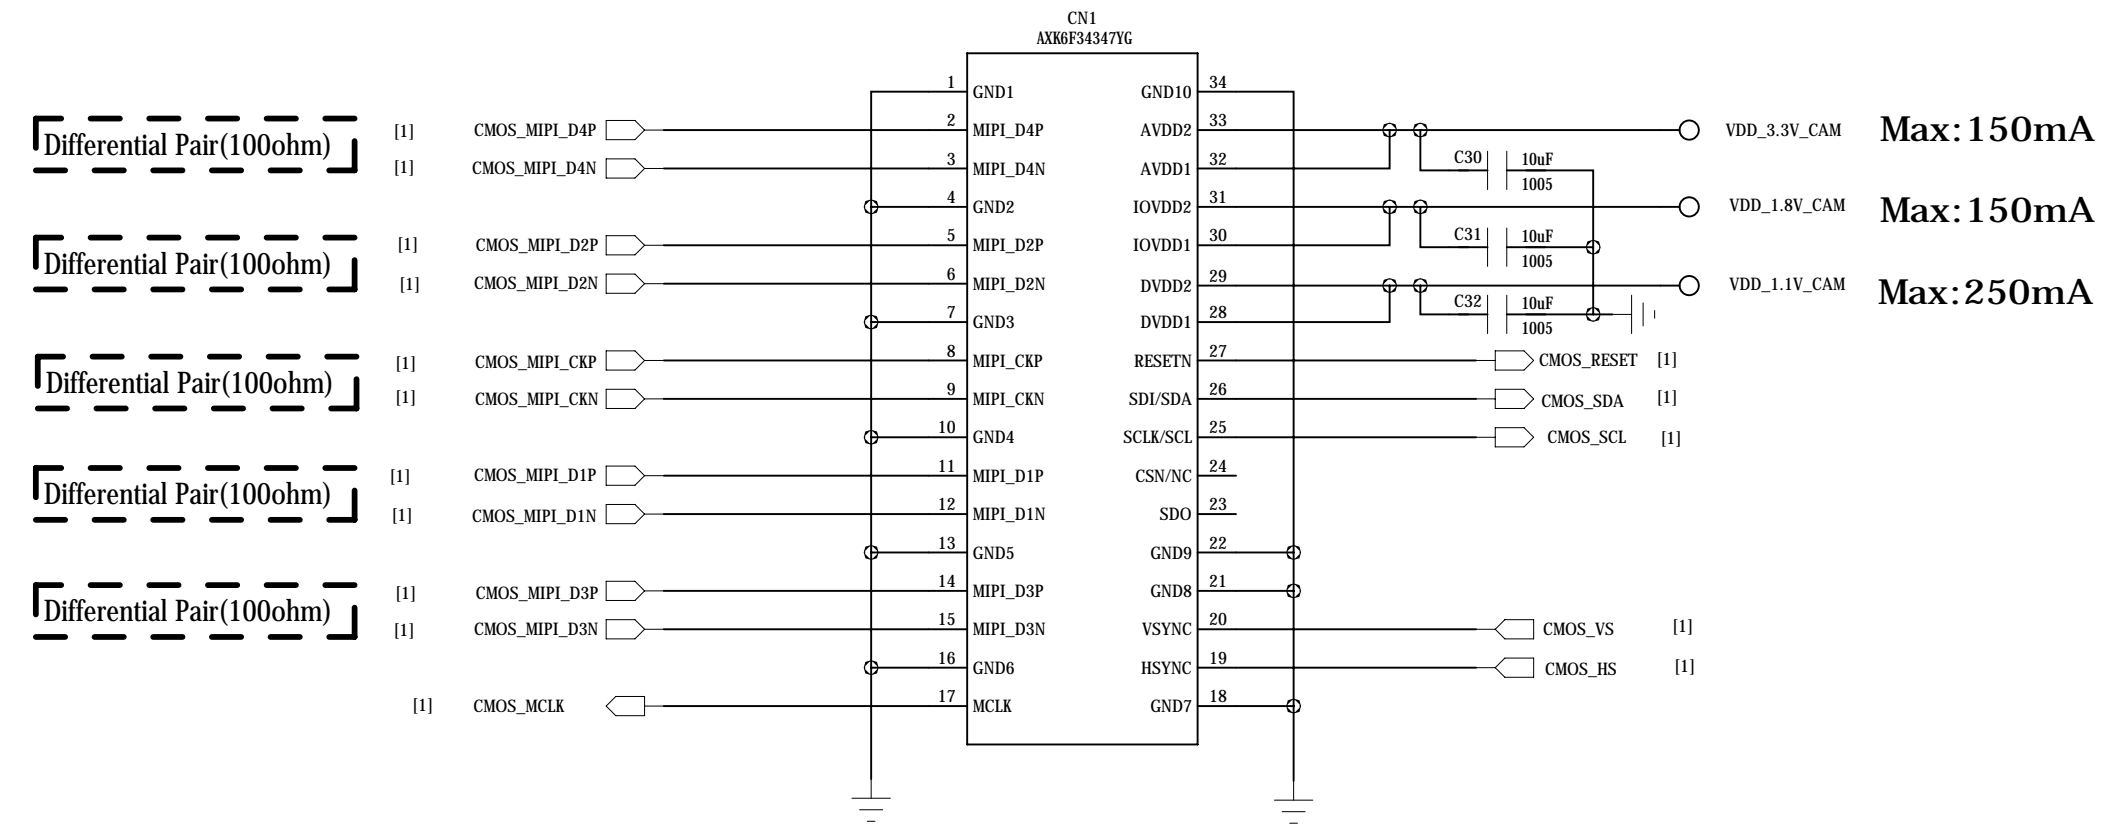 CN1
AXK6F34347YG
1 GND1 GND10 34
Differential Pair(100ohm) [1] CMOS_MIPI_D4P 2 MIPI_D4P AVDD2 33 VDD_3.3V_CAM Max:150mA
[1] CMOS_MIPI_D4N 3 MIPI_D4N AVDD1 32 C30 10uF
1005
4 GND2 IOVDD2 31 VDD_1.8V_CAM Max:150mA
Differential Pair(100ohm) [1] CMOS_MIPI_D2P 5 MIPI_D2P IOVDD1 30 C31 10uF
1005
[1] CMOS_MIPI_D2N 6 MIPI_D2N DVDD2 29 VDD_1.1V_CAM Max:250mA
7 GND3 DVDD1 28 C32 10uF
1005
Differential Pair(100ohm) [1] CMOS_MIPI_CKP 8 MIPI_CKP RESETN 27 CMOS_RESET [1]
[1] CMOS_MIPI_CKN 9 MIPI_CKN SDI/SDA 26 CMOS_SDA [1]
10 GND4 SCLK/SCL 25 CMOS_SCL [1]
Differential Pair(100ohm) [1] CMOS_MIPI_D1P 11 MIPI_D1P CSN/NC 24
[1] CMOS_MIPI_D1N 12 MIPI_D1N SDO 23
13 GND5 GND9 22
Differential Pair(100ohm) [1] CMOS_MIPI_D3P 14 MIPI_D3P GND8 21
[1] CMOS_MIPI_D3N 15 MIPI_D3N VSYNC 20 CMOS_VS [1]
16 GND6 HSYNC 19 CMOS_HS [1]
[1] CMOS_MCLK 17 MCLK GND7 18